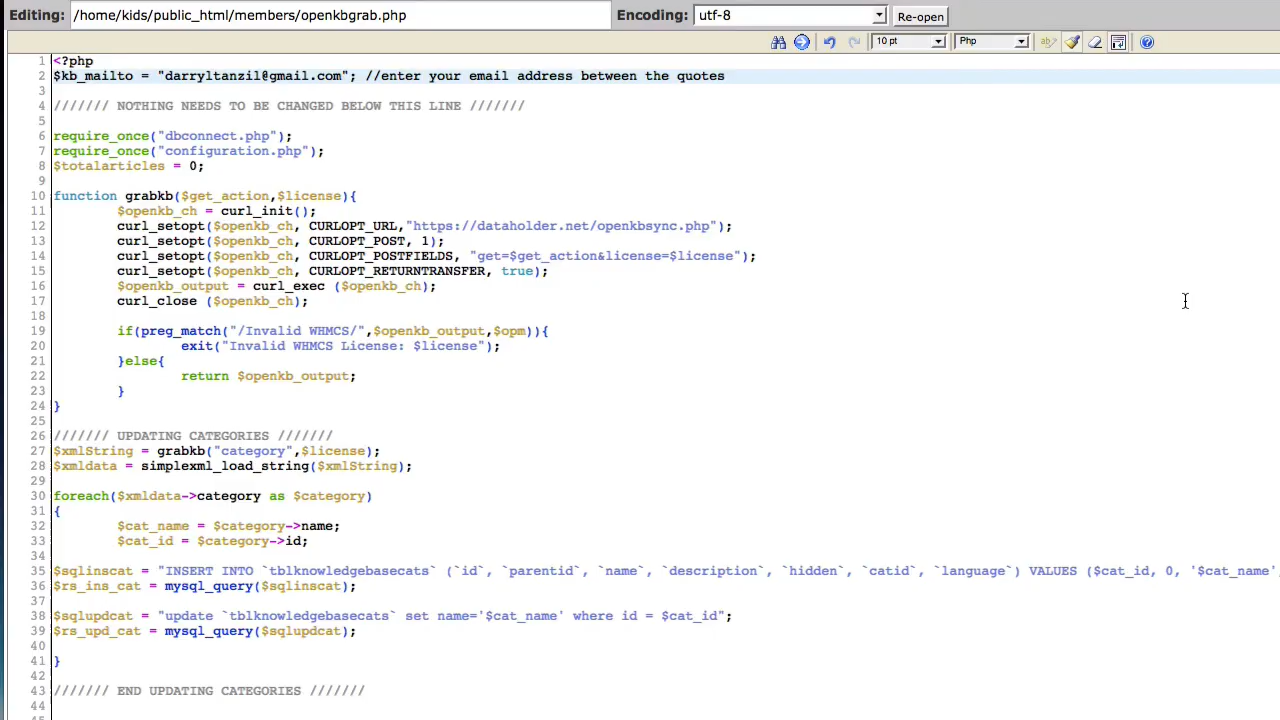 Editing: /home/kids/public_html/members/openkbgrab.php Encoding: utf-8 Re-open
10 pt Php
1 <?php
2 $kb_mailto = "darryltanzil@gmail.com"; //enter your email address between the quotes
3
4 /////// NOTHING NEEDS TO BE CHANGED BELOW THIS LINE ///////
5
6 require_once("dbconnect.php");
7 require_once("configuration.php");
8 $totalarticles = 0;
9
10 function grabkb($get_action,$license){
11 $openkb_ch = curl_init();
12 curl_setopt($openkb_ch, CURLOPT_URL,"https://dataholder.net/openkbsync.php");
13 curl_setopt($openkb_ch, CURLOPT_POST, 1);
14 curl_setopt($openkb_ch, CURLOPT_POSTFIELDS, "get=$get_action&license=$license");
15 curl_setopt($openkb_ch, CURLOPT_RETURNTRANSFER, true);
16 $openkb_output = curl_exec ($openkb_ch);
17 curl_close ($openkb_ch);
18
19 if(preg_match("/Invalid WHMCS/",$openkb_output,$opm)){
20 exit("Invalid WHMCS License: $license");
21 }else{
22 return $openkb_output;
23 }
24 }
25
26 /////// UPDATING CATEGORIES ///////
27 $xmlString = grabkb("category",$license);
28 $xmldata = simplexml_load_string($xmlString);
29
30 foreach($xmldata->category as $category)
31 {
32 $cat_name = $category->name;
33 $cat_id = $category->id;
34
35 $sqlinscat = "INSERT INTO `tblknowledgebasecats` (`id`, `parentid`, `name`, `description`, `hidden`, `catid`, `language`) VALUES ($cat_id, 0, '$cat_name',
36 $rs_ins_cat = mysql_query($sqlinscat);
37
38 $sqlupdcat = "update `tblknowledgebasecats` set name='$cat_name' where id = $cat_id";
39 $rs_upd_cat = mysql_query($sqlupdcat);
40
41 }
42
43 /////// END UPDATING CATEGORIES ///////
44